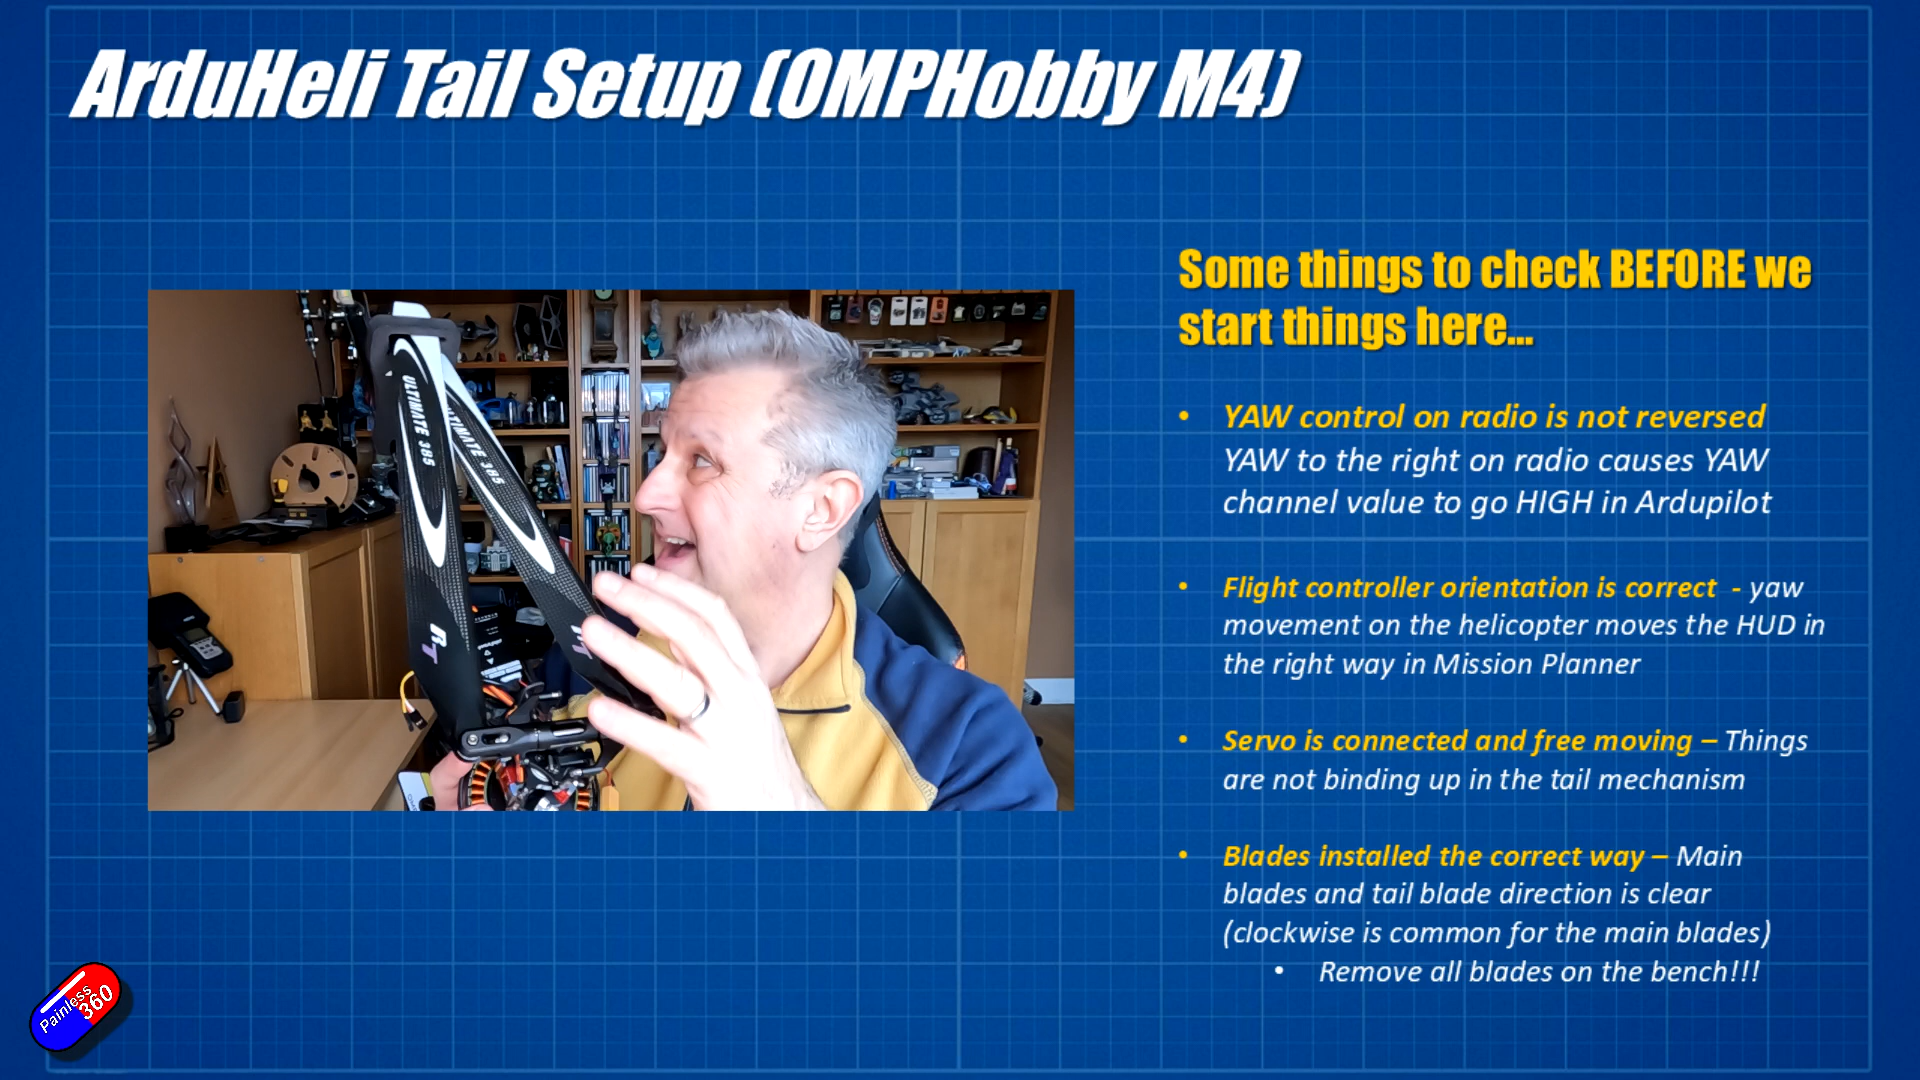 ArduHeli Tail Setup (OMPHobby M4)
Some things to check BEFORE we
start things here...
• YAW control on radio is not reversed
YAW to the right on radio causes YAW
channel value to go HIGH in Ardupilot
• Flight controller orientation is correct - yaw
movement on the helicopter moves the HUD in
the right way in Mission Planner
• Servo is connected and free moving – Things
are not binding up in the tail mechanism
• Blades installed the correct way – Main
blades and tail blade direction is clear
(clockwise is common for the main blades)
• Remove all blades on the bench!!!
ULTIMATE 385
ULTIMATE 385
RT
Painless
360